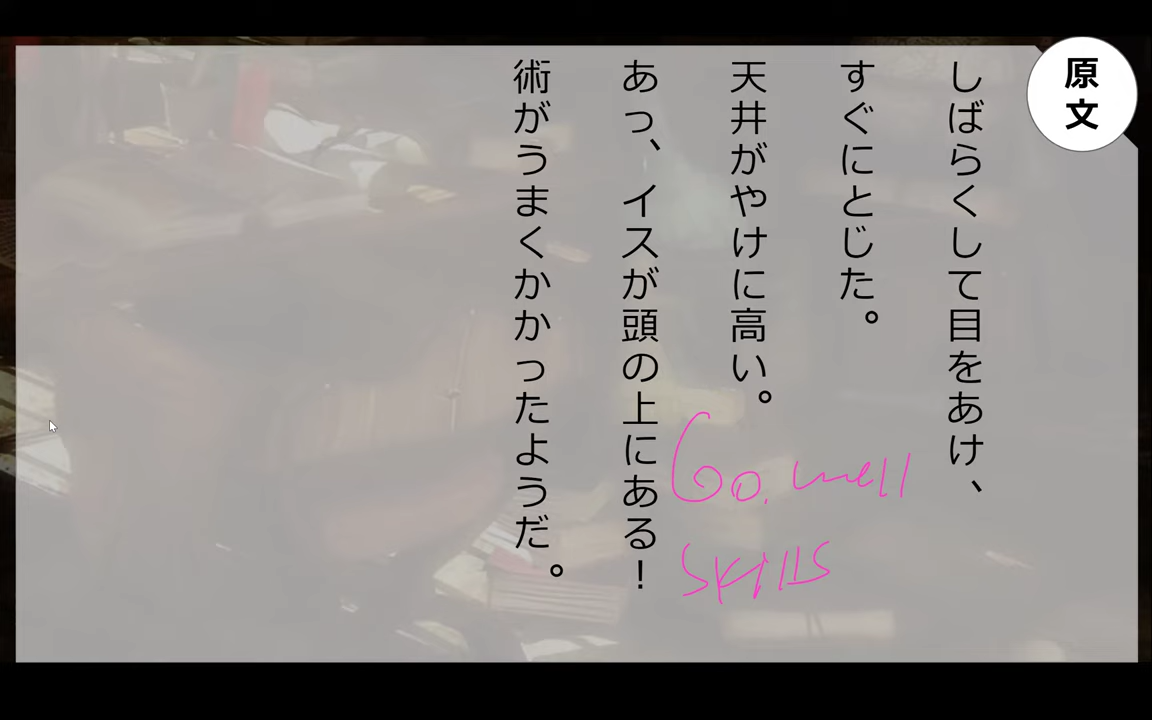 原文
しばらくして目をあけ、
すぐにとじた。
天井がやけに高い。
あっ、イスが頭の上にある！
術がうまくかかったようだ。
Go. well
SKIllS